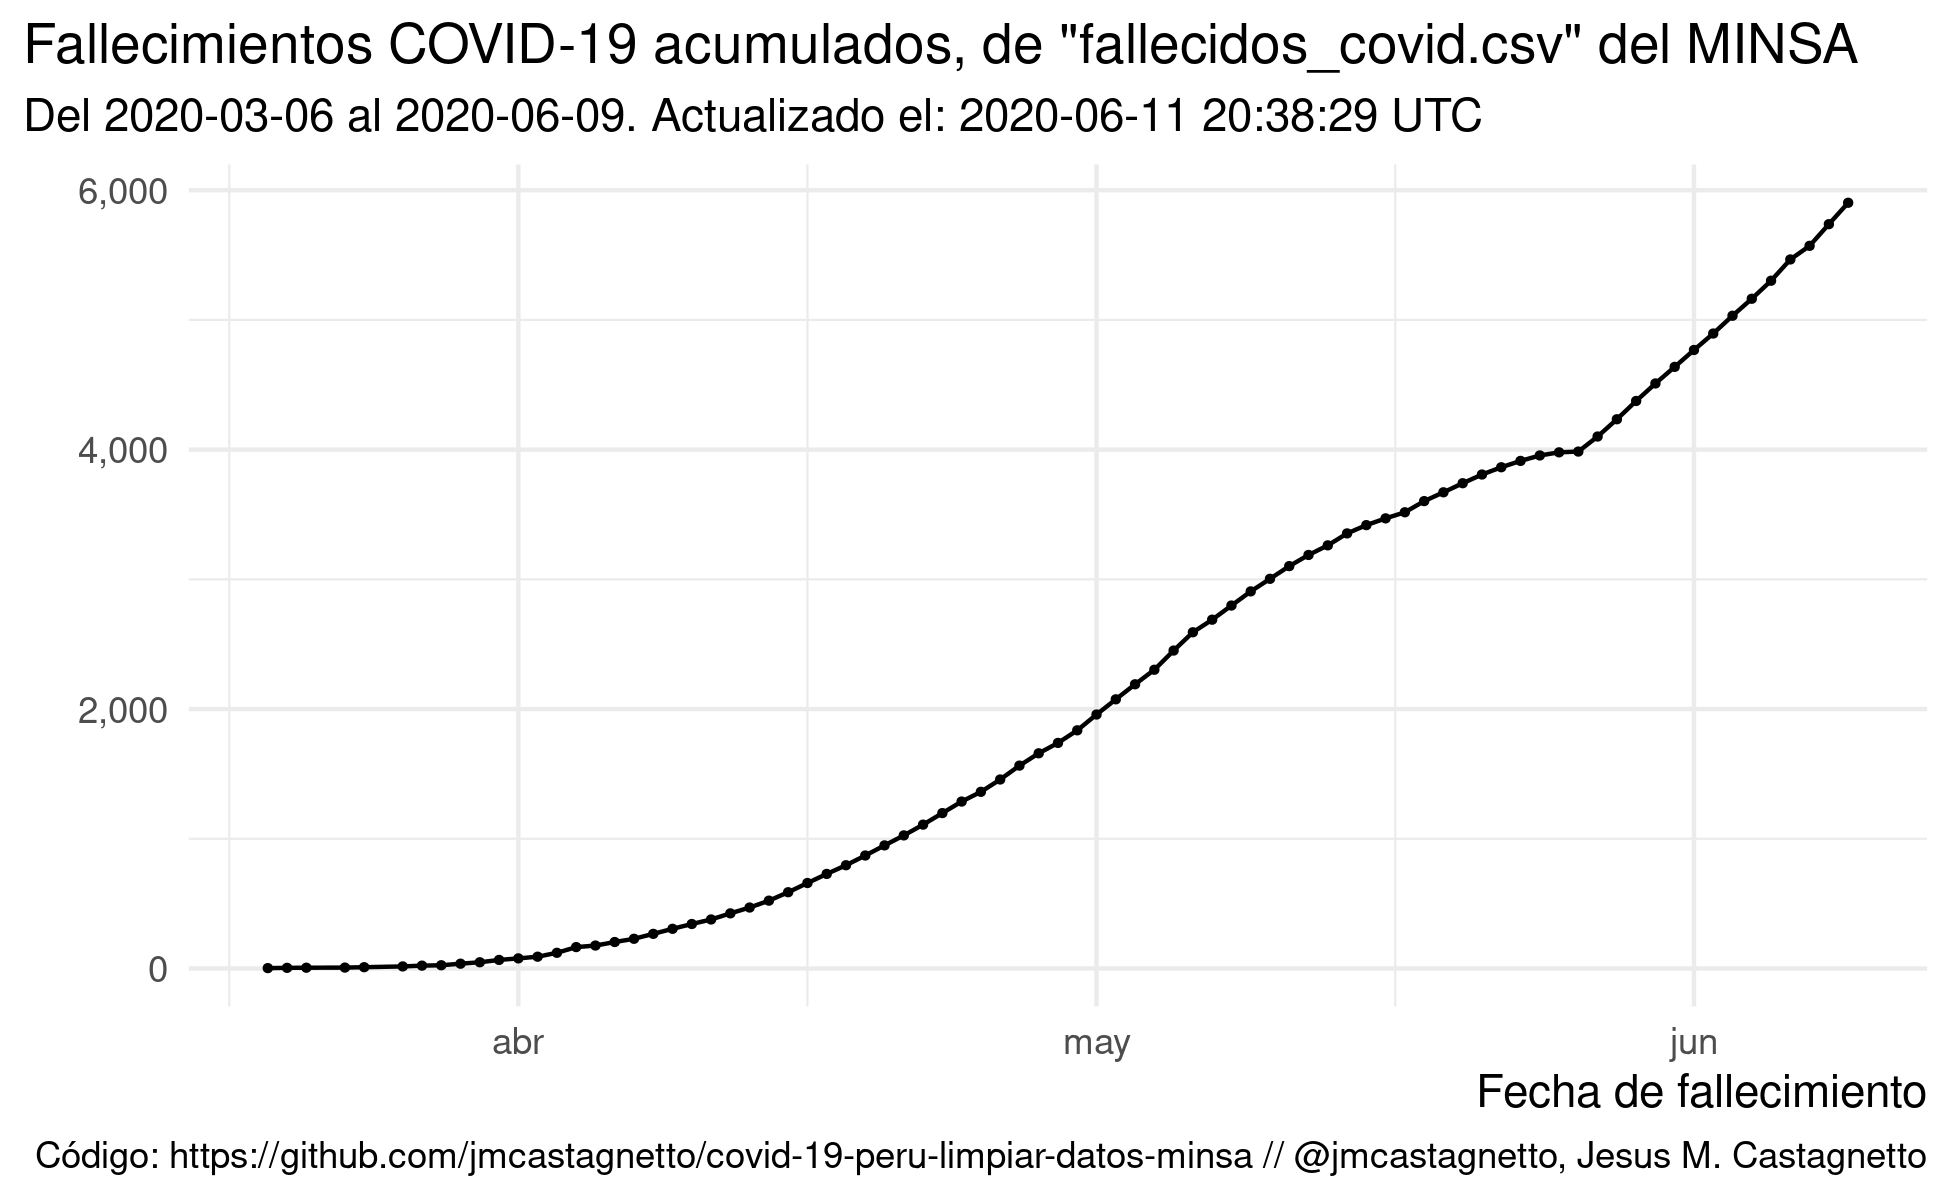 Fallecimientos COVID-19 acumulados, de "fallecidos_covid.csv" del MINSA
Del 2020-03-06 al 2020-06-09. Actualizado el: 2020-06-11 20:38:29 UTC
6,000
4,000
2,000
0
abr may jun
Fecha de fallecimiento
Código: https://github.com/jmcastagnetto/covid-19-peru-limpiar-datos-minsa // @jmcastagnetto, Jesus M. Castagnetto